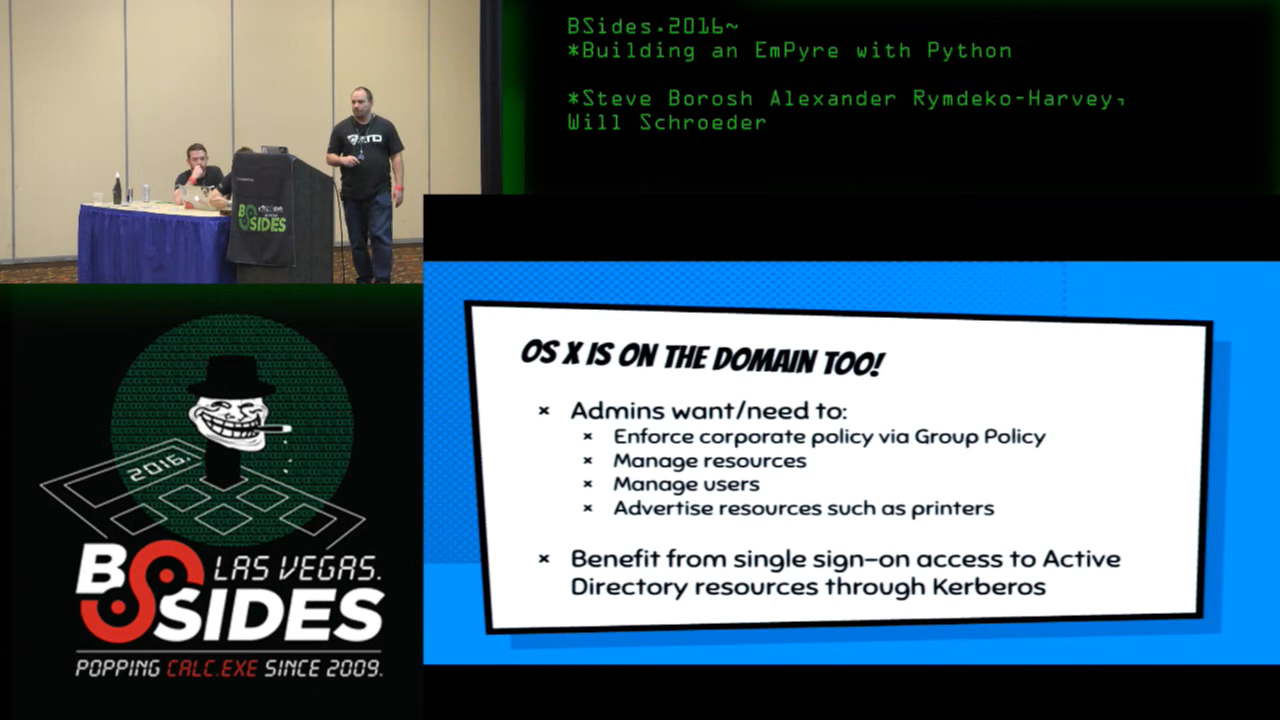 BSides.2016~
*Building an EmPyre with Python
*Steve Borosh Alexander Rymdeko-Harvey,
Will Schroeder
BSIDES
OS X IS ON THE DOMAIN TOO!
× Admins want/need to:
× Enforce corporate policy via Group Policy
× Manage resources
× Manage users
× Advertise resources such as printers
× Benefit from single sign-on access to Active
Directory resources through Kerberos
2016.
BSIDES LAS VEGAS.
POPPING CALC.EXE SINCE 2009.